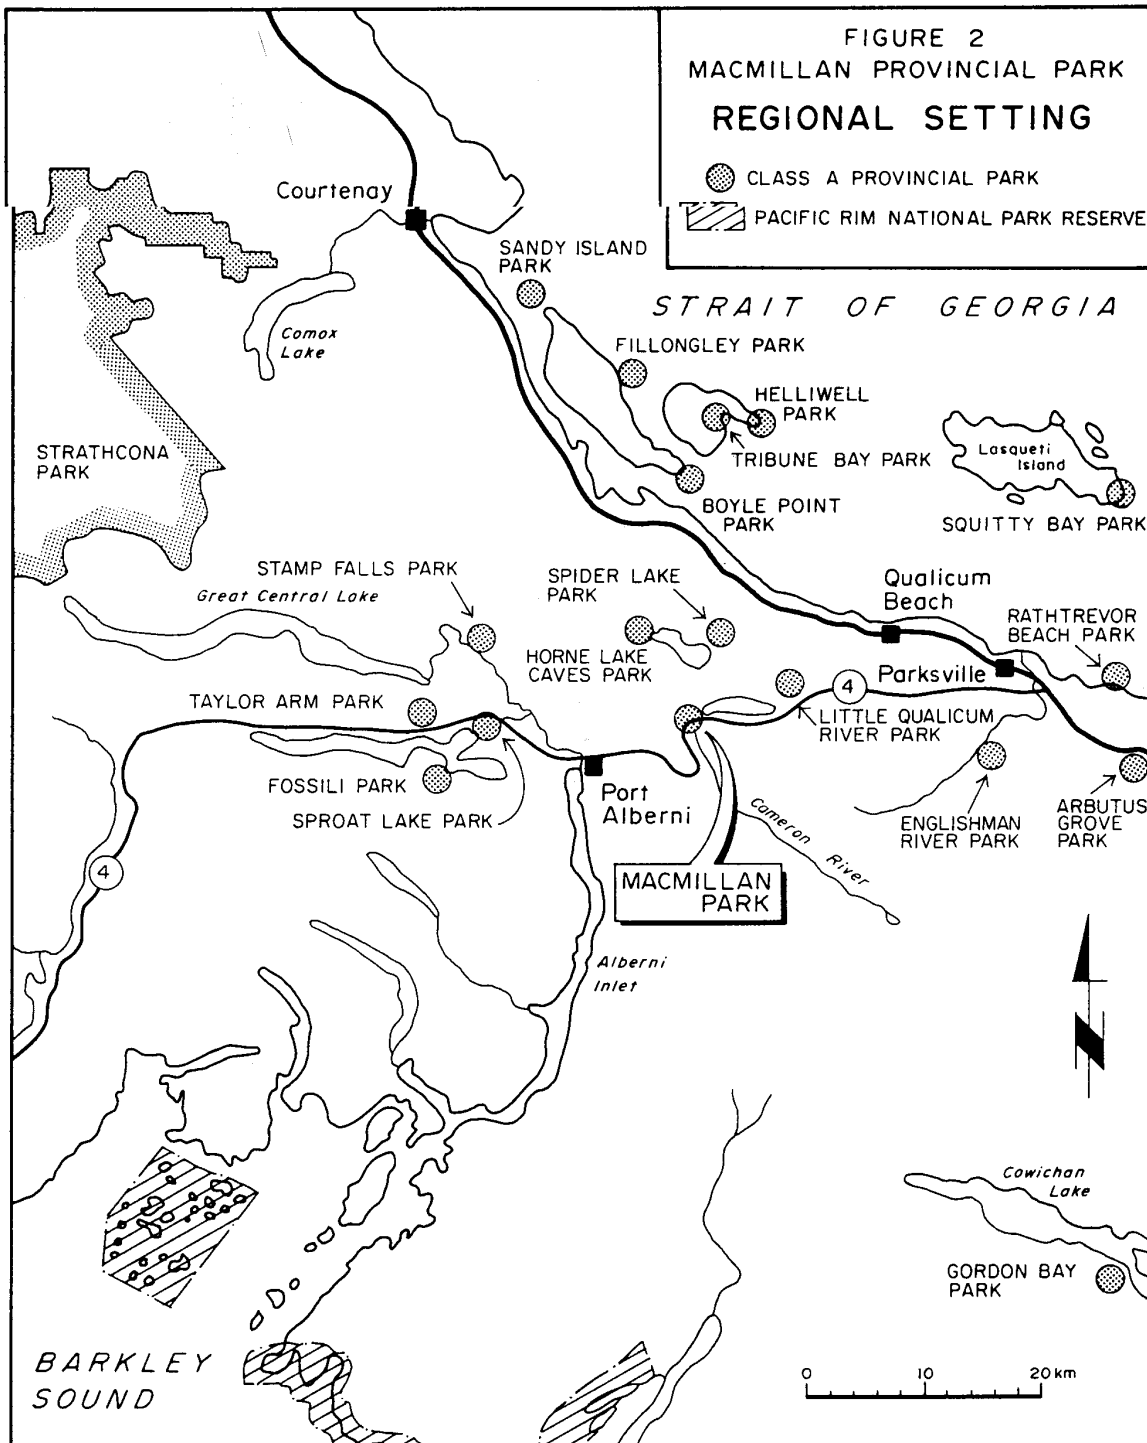 FIGURE 2
MACMILLAN PROVINCIAL PARK
REGIONAL SETTING
CLASS A PROVINCIAL PARK
PACIFIC RIM NATIONAL PARK RESERVE
Courtenay
SANDY ISLAND
PARK
STRAIT OF GEORGIA
Comox
Lake
FILLONGLEY PARK
HELLIWELL
PARK
TRIBUNE BAY PARK
Lasqueti
Island
STRATHCONA
PARK
BOYLE POINT
PARK
SQUITTY BAY PARK
STAMP FALLS PARK
Great Central Lake
SPIDER LAKE
PARK
Qualicum
Beach
RATHTREVOR
BEACH PARK
HORNE LAKE
CAVES PARK
Parksville
4
TAYLOR ARM PARK
LITTLE QUALICUM
RIVER PARK
FOSSILI PARK
SPROAT LAKE PARK
Port
Alberni
Cameron River
ENGLISHMAN
RIVER PARK
ARBUTUS
GROVE
PARK
4
MACMILLAN
PARK
Alberni
Inlet
N
Cowichan
Lake
GORDON BAY
PARK
BARKLEY
SOUND
0 10 20 km